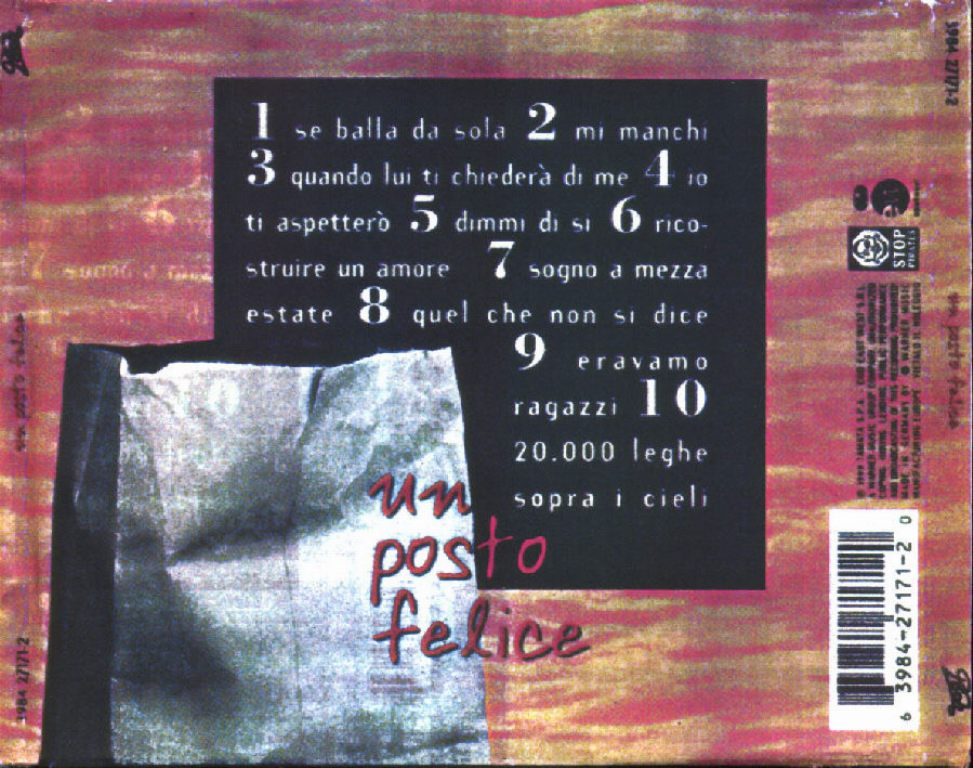 1 se balla da sola 2 mi manchi
3 quando lui ti chiederà di me 4 io
ti aspetterò 5 dimmi di si 6 rico-
struire un amore 7 sogno a mezza
estate 8 quel che non si dice
9 eravamo
ragazzi 10
20.000 leghe
sopra i cieli
un
posto
felice
un posto felice
3984 27171-2
3984 27171-2
STOP
PIRATES
un posto felice
6 3984-27171-2 0